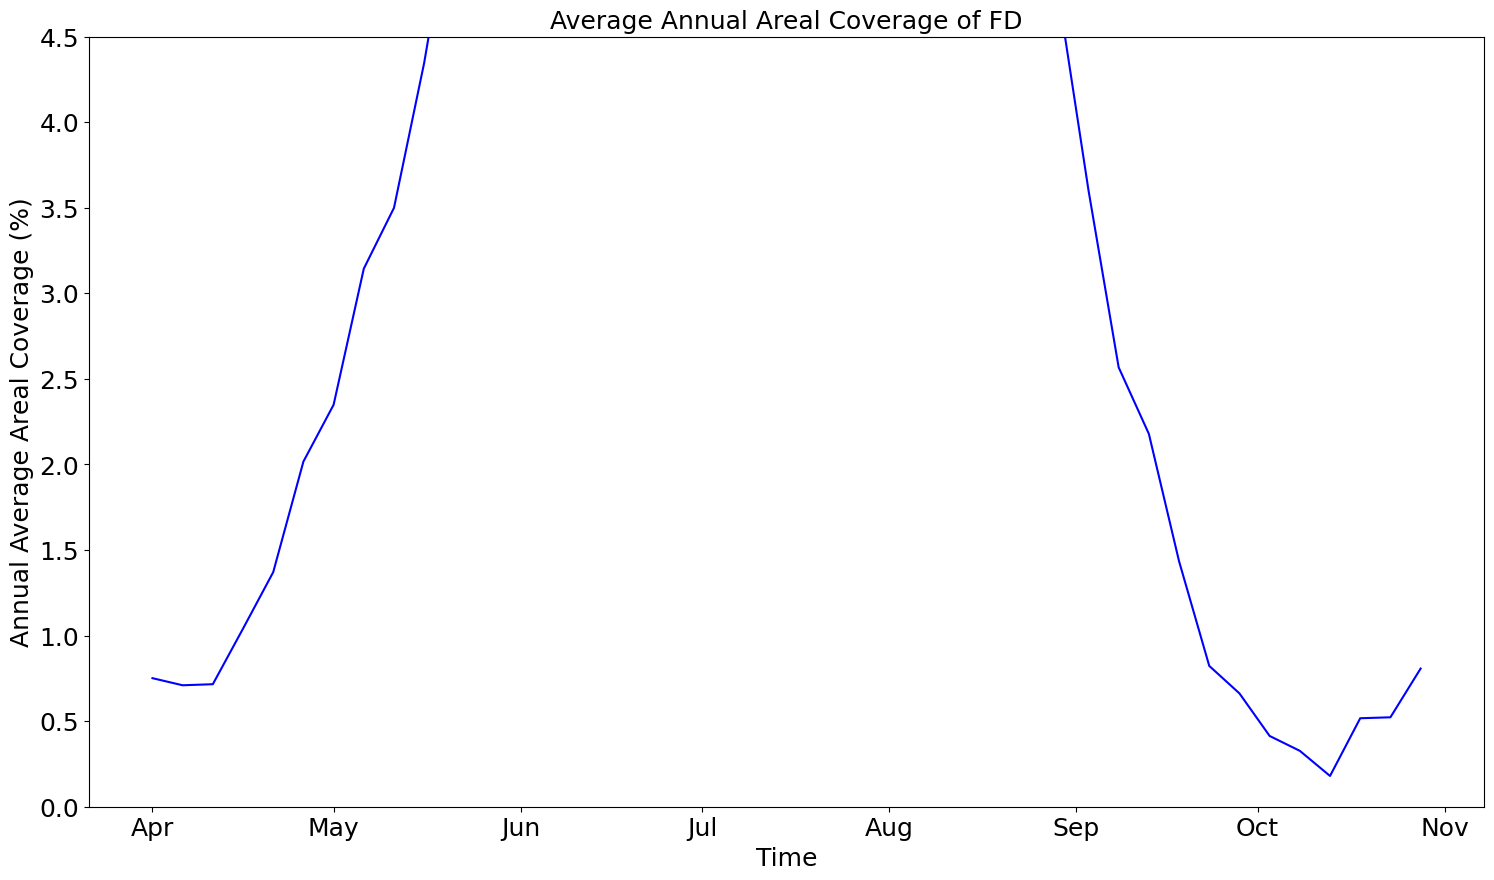 Average Annual Areal Coverage of FD
Annual Average Areal Coverage (%)
4.5
4.0
3.5
3.0
2.5
2.0
1.5
1.0
0.5
0.0
Apr May Jun Jul Aug Sep Oct Nov
Time